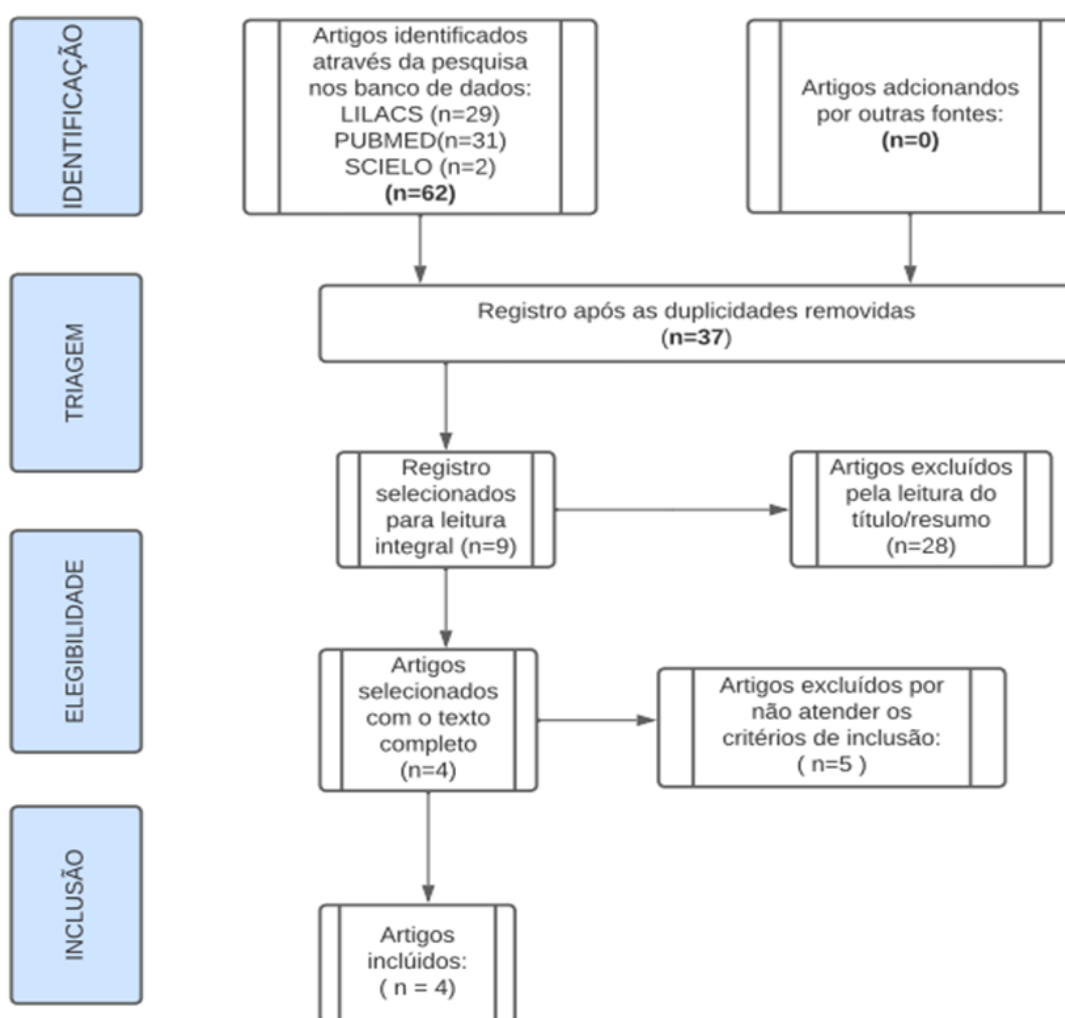 IDENTIFICAÇÃO
Artigos identificados
através da pesquisa
nos banco de dados:
LILACS (n=29)
PUBMED(n=31)
SCIELO (n=2)
(n=62)
Artigos adcionandos
por outras fontes:
(n=0)
TRIAGEM
Registro após as duplicidades removidas
(n=37)
Registro
selecionados
para leitura
integral (n=9)
Artigos excluídos
pela leitura do
título/resumo
(n=28)
ELEGIBILIDADE
Artigos
selecionados
com o texto
completo
(n=4)
Artigos excluídos por
não atender os
critérios de inclusão:
( n=5 )
INCLUSÃO
Artigos
inclúidos:
( n = 4)